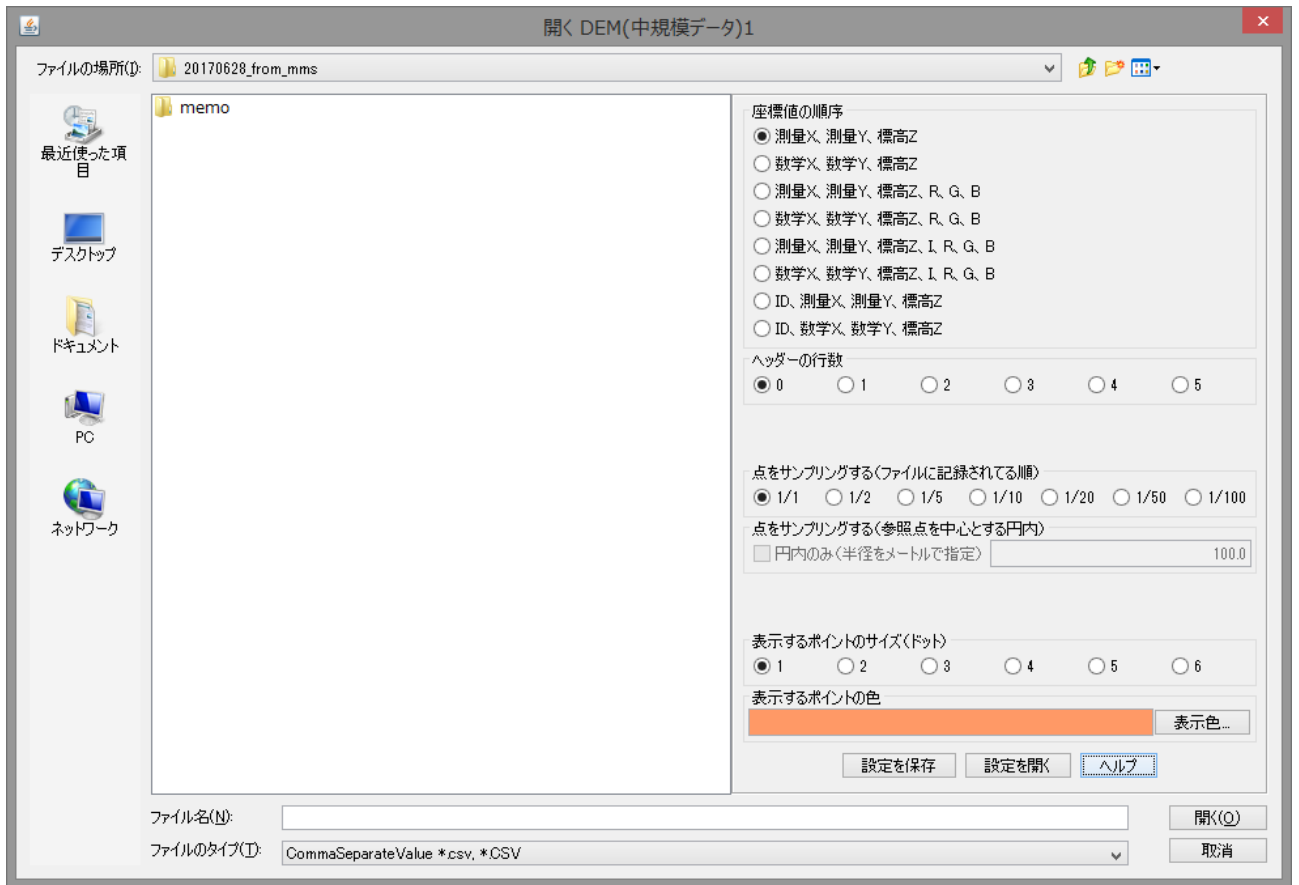 開く DEM(中規模データ)1
ファイルの場所(I):
20170628_from_mms
最近使った項目
デスクトップ
ドキュメント
PC
ネットワーク
memo
座標値の順序
測量X、測量Y、標高Z
数学X、数学Y、標高Z
測量X、測量Y、標高Z、R、G、B
数学X、数学Y、標高Z、R、G、B
測量X、測量Y、標高Z、I、R、G、B
数学X、数学Y、標高Z、I、R、G、B
ID、測量X、測量Y、標高Z
ID、数学X、数学Y、標高Z
ヘッダーの行数
0 1 2 3 4 5
点をサンプリングする(ファイルに記録されてる順)
1/1 1/2 1/5 1/10 1/20 1/50 1/100
点をサンプリングする(参照点を中心とする円内)
円内のみ(半径をメートルで指定) 100.0
表示するポイントのサイズ(ドット)
1 2 3 4 5 6
表示するポイントの色
表示色...
設定を保存 設定を開く ヘルプ
ファイル名(N):
開く(O)
ファイルのタイプ(T):
CommaSeparateValue *.csv, *.CSV
取消